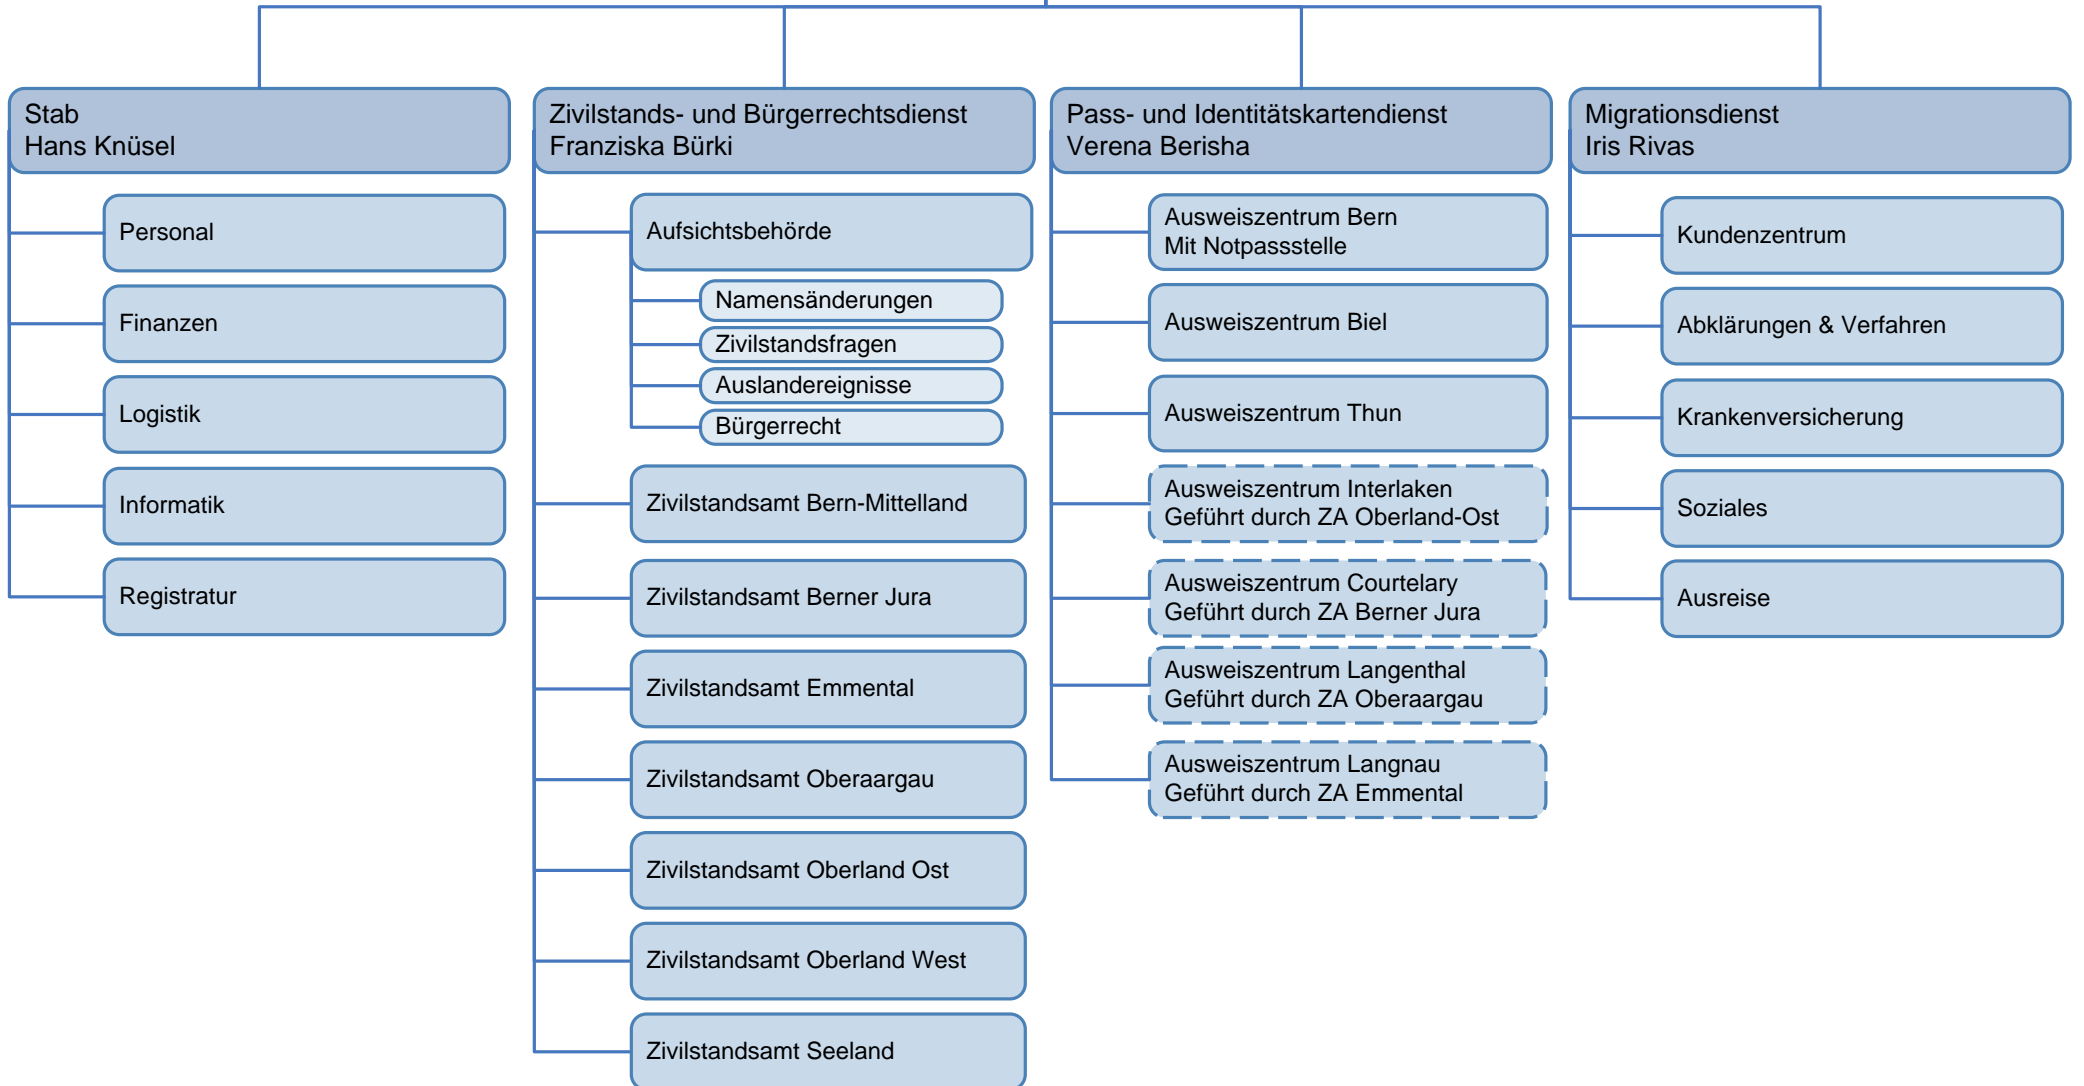 Stab
Hans Knüsel
Personal
Finanzen
Logistik
Informatik
Registratur
Zivilstands- und Bürgerrechtsdienst
Franziska Bürki
Aufsichtsbehörde
Namensänderungen
Zivilstandsfragen
Auslandereignisse
Bürgerrecht
Zivilstandsamt Bern-Mittelland
Zivilstandsamt Berner Jura
Zivilstandsamt Emmental
Zivilstandsamt Oberaargau
Zivilstandsamt Oberland Ost
Zivilstandsamt Oberland West
Zivilstandsamt Seeland
Pass- und Identitätskartendienst
Verena Berisha
Ausweiszentrum Bern
Mit Notpassstelle
Ausweiszentrum Biel
Ausweiszentrum Thun
Ausweiszentrum Interlaken
Geführt durch ZA Oberland-Ost
Ausweiszentrum Courtelary
Geführt durch ZA Berner Jura
Ausweiszentrum Langenthal
Geführt durch ZA Oberaargau
Ausweiszentrum Langnau
Geführt durch ZA Emmental
Migrationsdienst
Iris Rivas
Kundenzentrum
Abklärungen & Verfahren
Krankenversicherung
Soziales
Ausreise